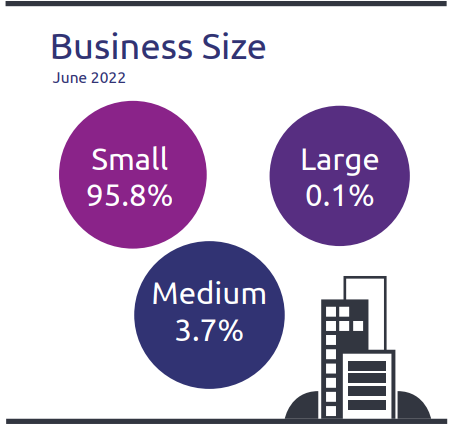 Business Size
June 2022
Small
95.8%
Large
0.1%
Medium
3.7%